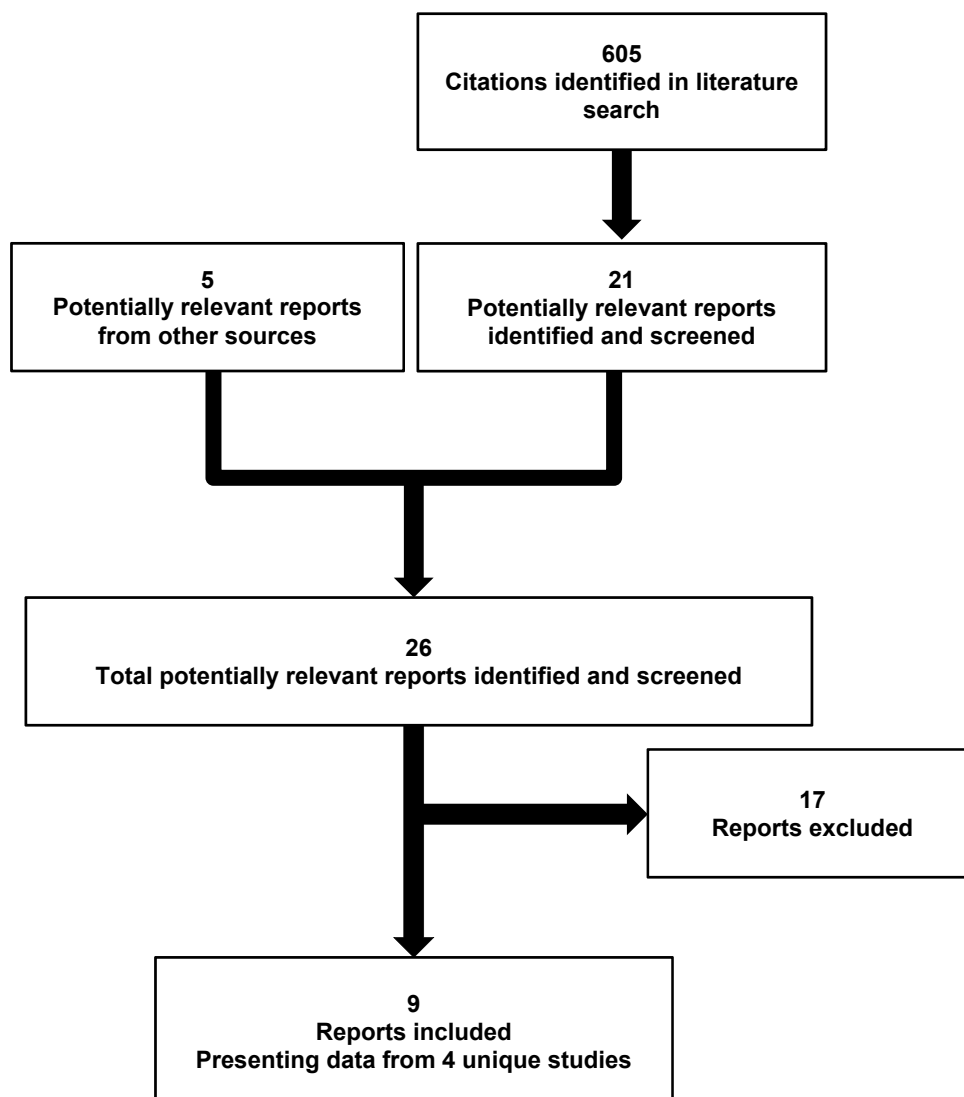 605
Citations identified in literature
search
5
Potentially relevant reports
from other sources
21
Potentially relevant reports
identified and screened
26
Total potentially relevant reports identified and screened
17
Reports excluded
9
Reports included
Presenting data from 4 unique studies